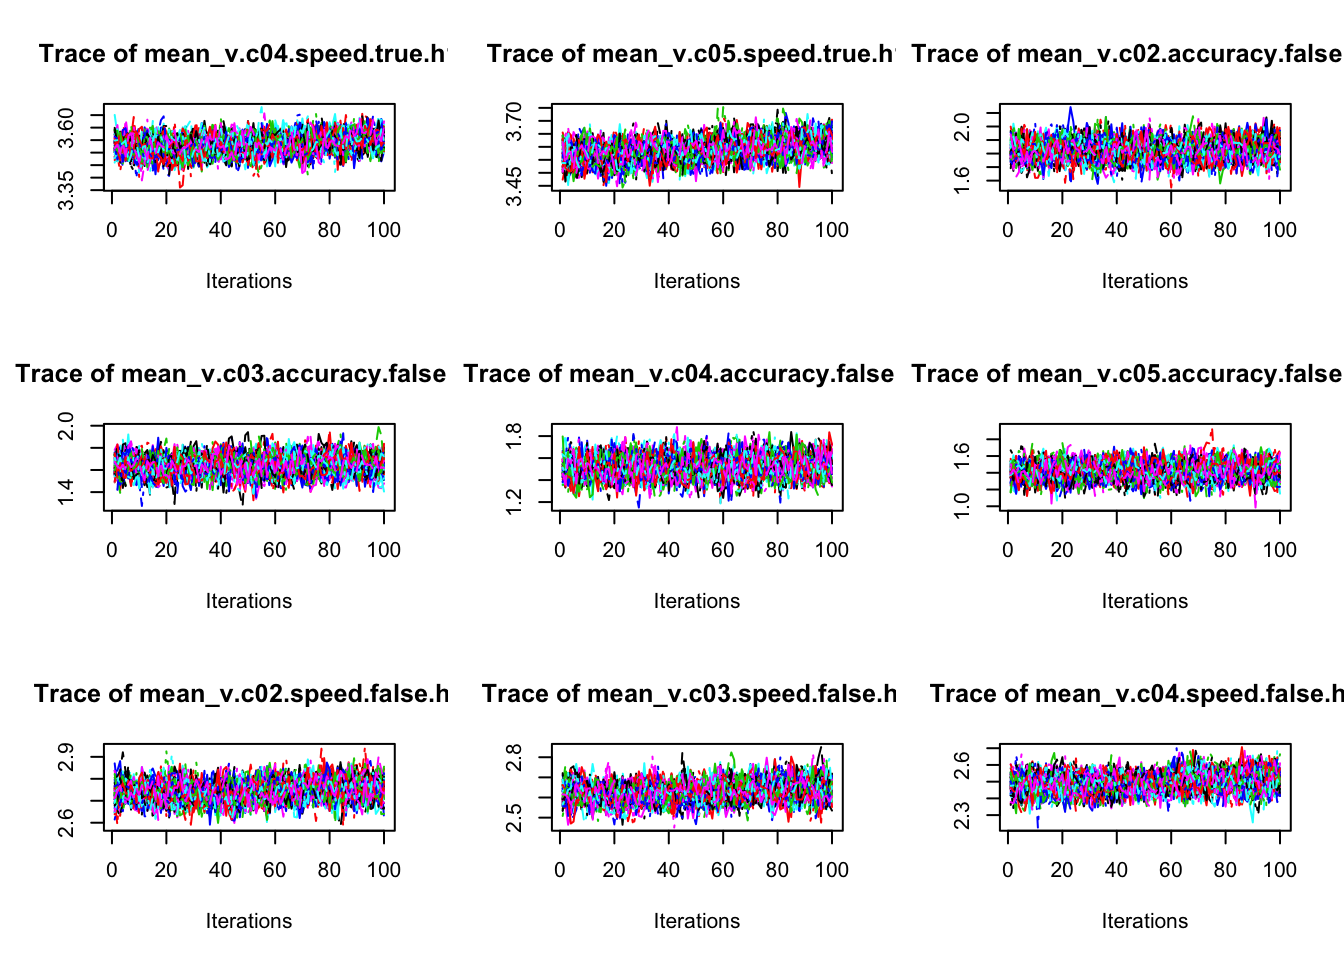 Trace of mean_v.c04.speed.true.h
3.35 3.60
0 20 40 60 80 100
Iterations
Trace of mean_v.c05.speed.true.h
3.45 3.70
0 20 40 60 80 100
Iterations
Trace of mean_v.c02.accuracy.false
1.6 2.0
0 20 40 60 80 100
Iterations
Trace of mean_v.c03.accuracy.false
1.4 2.0
0 20 40 60 80 100
Iterations
Trace of mean_v.c04.accuracy.false
1.2 1.8
0 20 40 60 80 100
Iterations
Trace of mean_v.c05.accuracy.false
1.0 1.6
0 20 40 60 80 100
Iterations
Trace of mean_v.c02.speed.false.h
2.6 2.9
0 20 40 60 80 100
Iterations
Trace of mean_v.c03.speed.false.h
2.5 2.8
0 20 40 60 80 100
Iterations
Trace of mean_v.c04.speed.false.h
2.3 2.6
0 20 40 60 80 100
Iterations